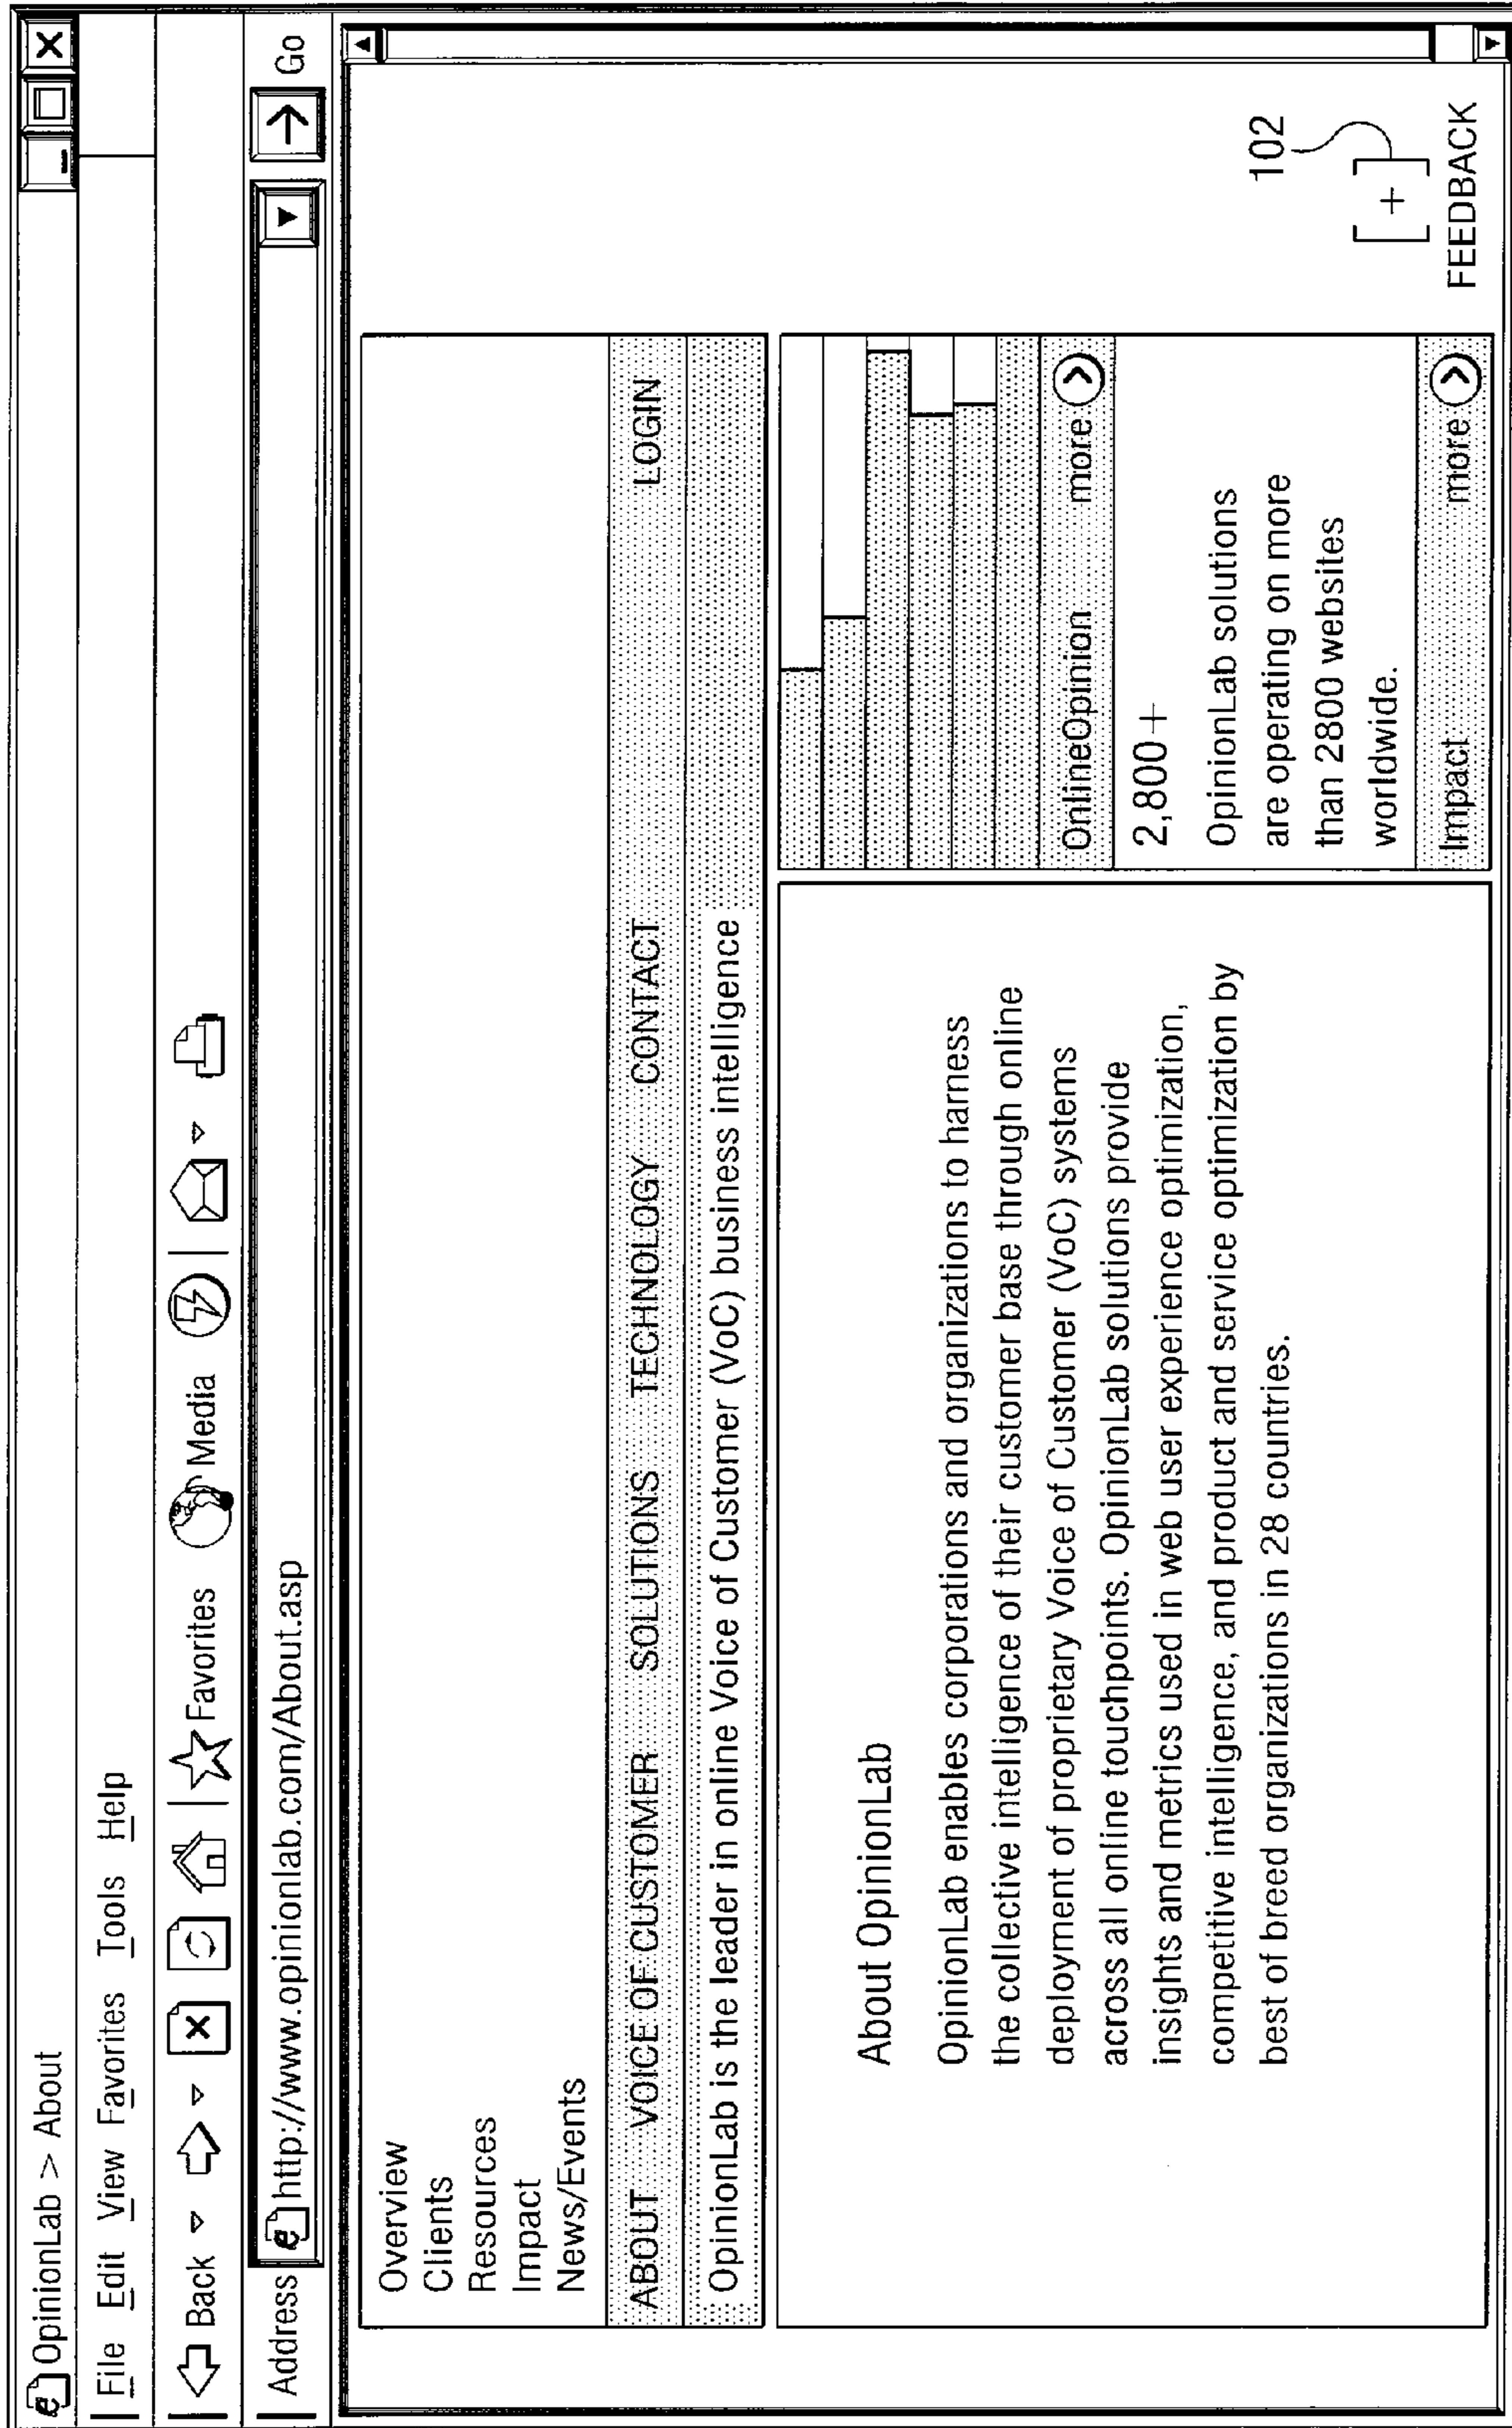 OpinionLab > About
File Edit View Favorites Tools Help
Back Favorites Media
Address http://www.opinionlab.com/About.asp Go
Overview
Clients
Resources
Impact
News/Events
ABOUT VOICE OF CUSTOMER SOLUTIONS TECHNOLOGY CONTACT LOGIN
OpinionLab is the leader in online Voice of Customer (VoC) business intelligence
About OpinionLab
OpinionLab enables corporations and organizations to harness
the collective intelligence of their customer base through online
deployment of proprietary Voice of Customer (VoC) systems
across all online touchpoints. OpinionLab solutions provide
insights and metrics used in web user experience optimization,
competitive intelligence, and product and service optimization by
best of breed organizations in 28 countries.
OnlineOpinion more
2,800+
OpinionLab solutions
are operating on more
than 2800 websites
worldwide.
Impact more
102
[+]
FEEDBACK